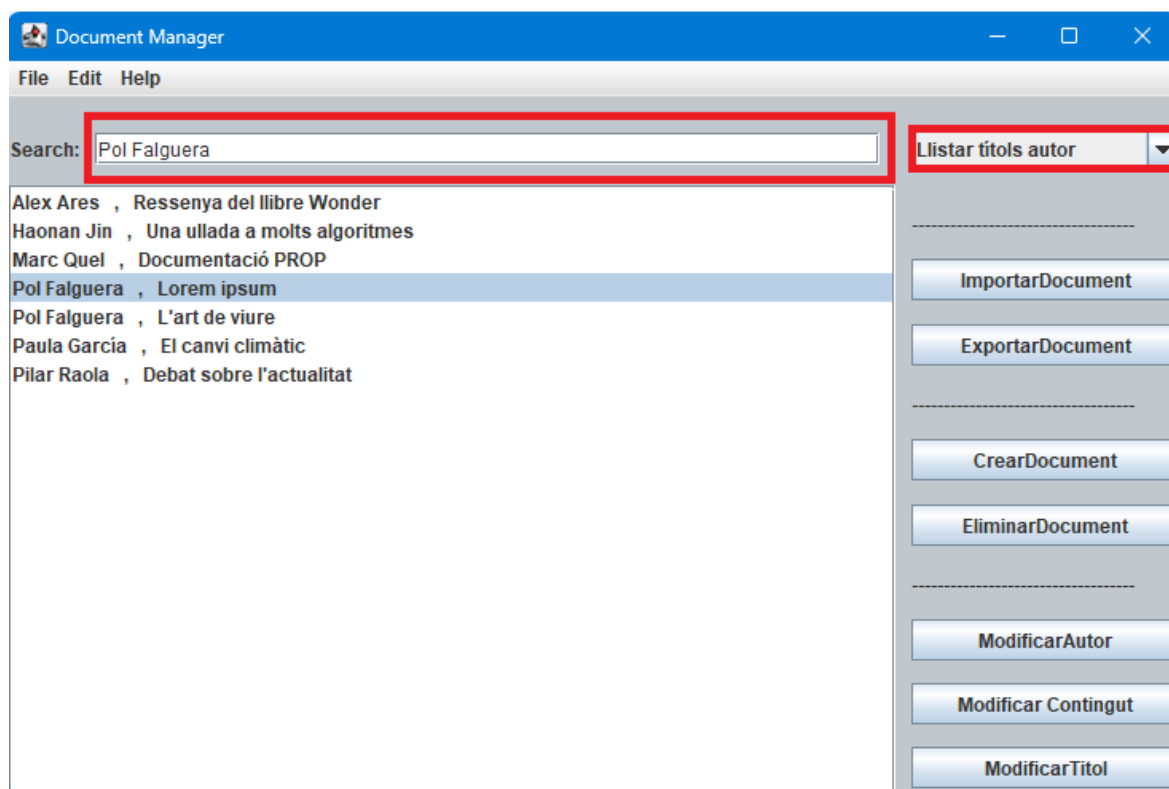 Document Manager
File Edit Help
Search: Pol Falguera
Llistar títols autor
Alex Ares , Ressenya del llibre Wonder
Haonan Jin , Una ullada a molts algoritmes
Marc Quel , Documentació PROP
Pol Falguera , Lorem ipsum
Pol Falguera , L'art de viure
Paula García , El canvi climàtic
Pilar Raola , Debat sobre l'actualitat
-----------------------------------
ImportarDocument
ExportarDocument
-----------------------------------
CrearDocument
EliminarDocument
-----------------------------------
ModificarAutor
Modificar Contingut
ModificarTitol